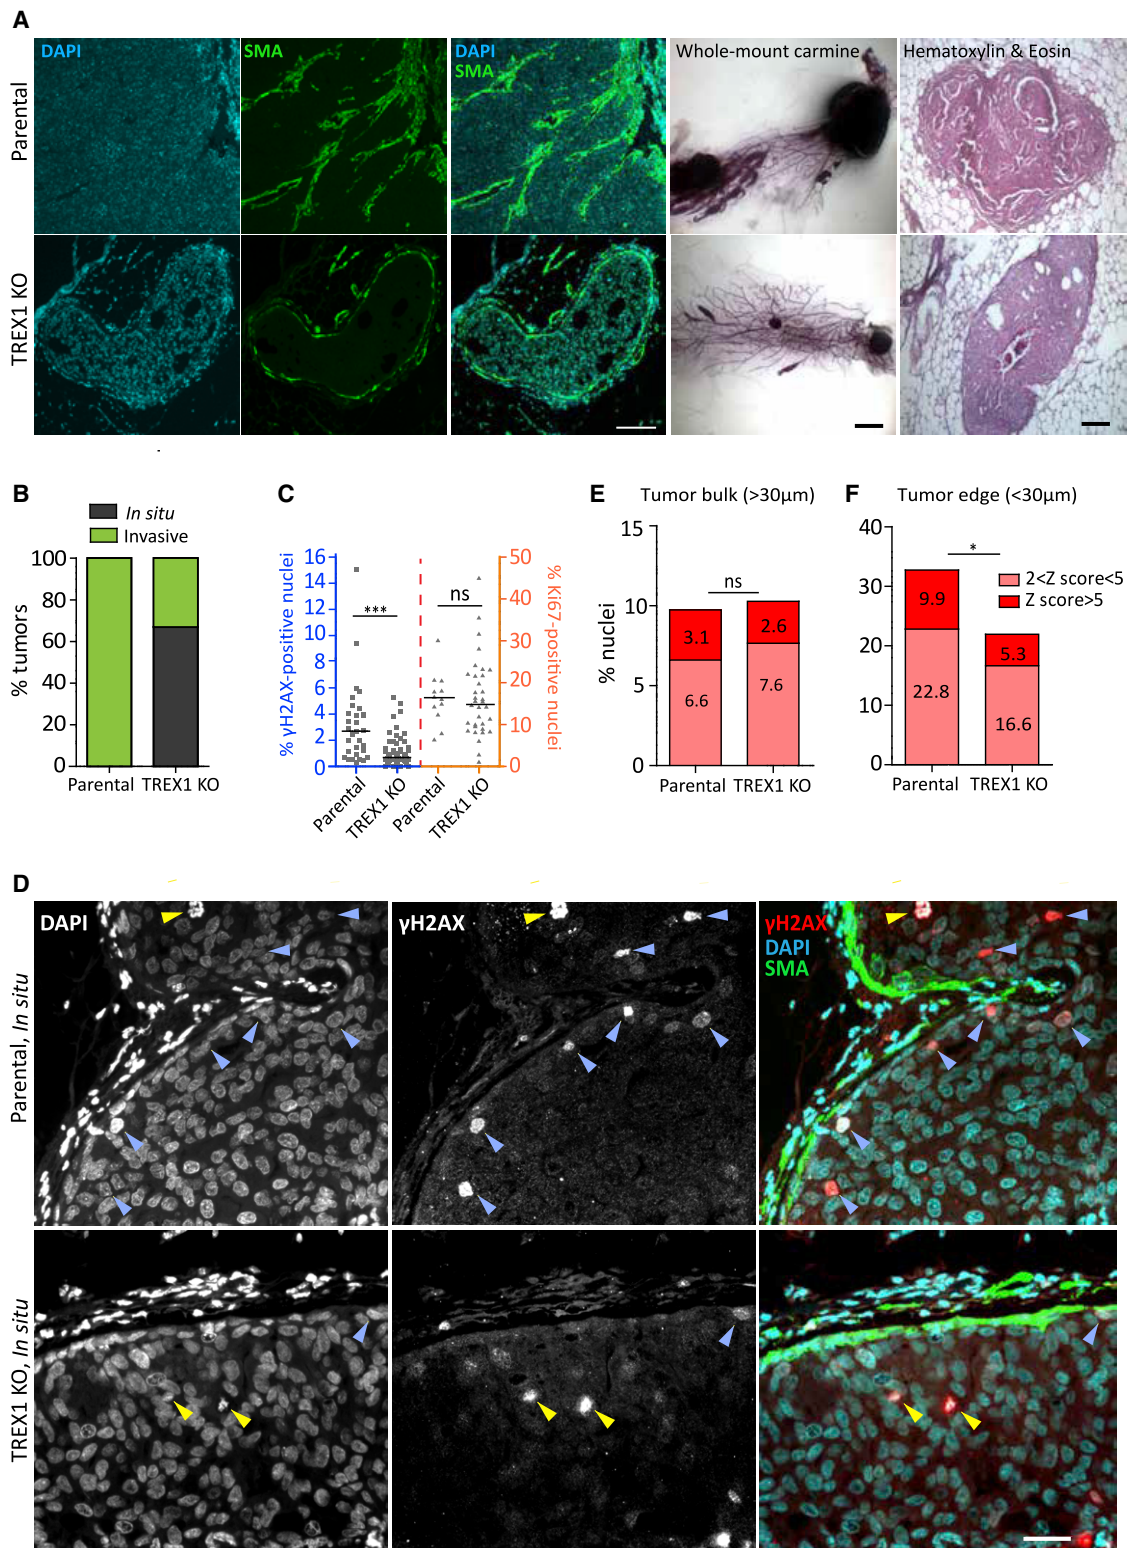 A
DAPI
SMA
DAPI
SMA
Whole-mount carmine
Hematoxylin & Eosin
Parental
TREX1 KO
B
In situ
Invasive
% tumors
100
80
60
40
20
0
Parental
TREX1 KO
C
% γH2AX-positive nuclei
16
14
12
10
8
6
4
2
0
***
ns
50
40
30
20
10
0
% Ki67-positive nuclei
Parental
TREX1 KO
Parental
TREX1 KO
E
Tumor bulk (>30µm)
% nuclei
15
10
5
0
ns
3.1
6.6
2.6
7.6
Parental
TREX1 KO
F
Tumor edge (<30µm)
40
30
20
10
0
*
2<Z score<5
Z score>5
9.9
22.8
5.3
16.6
Parental
TREX1 KO
D
DAPI
γH2AX
γH2AX
DAPI
SMA
Parental, In situ
TREX1 KO, In situ